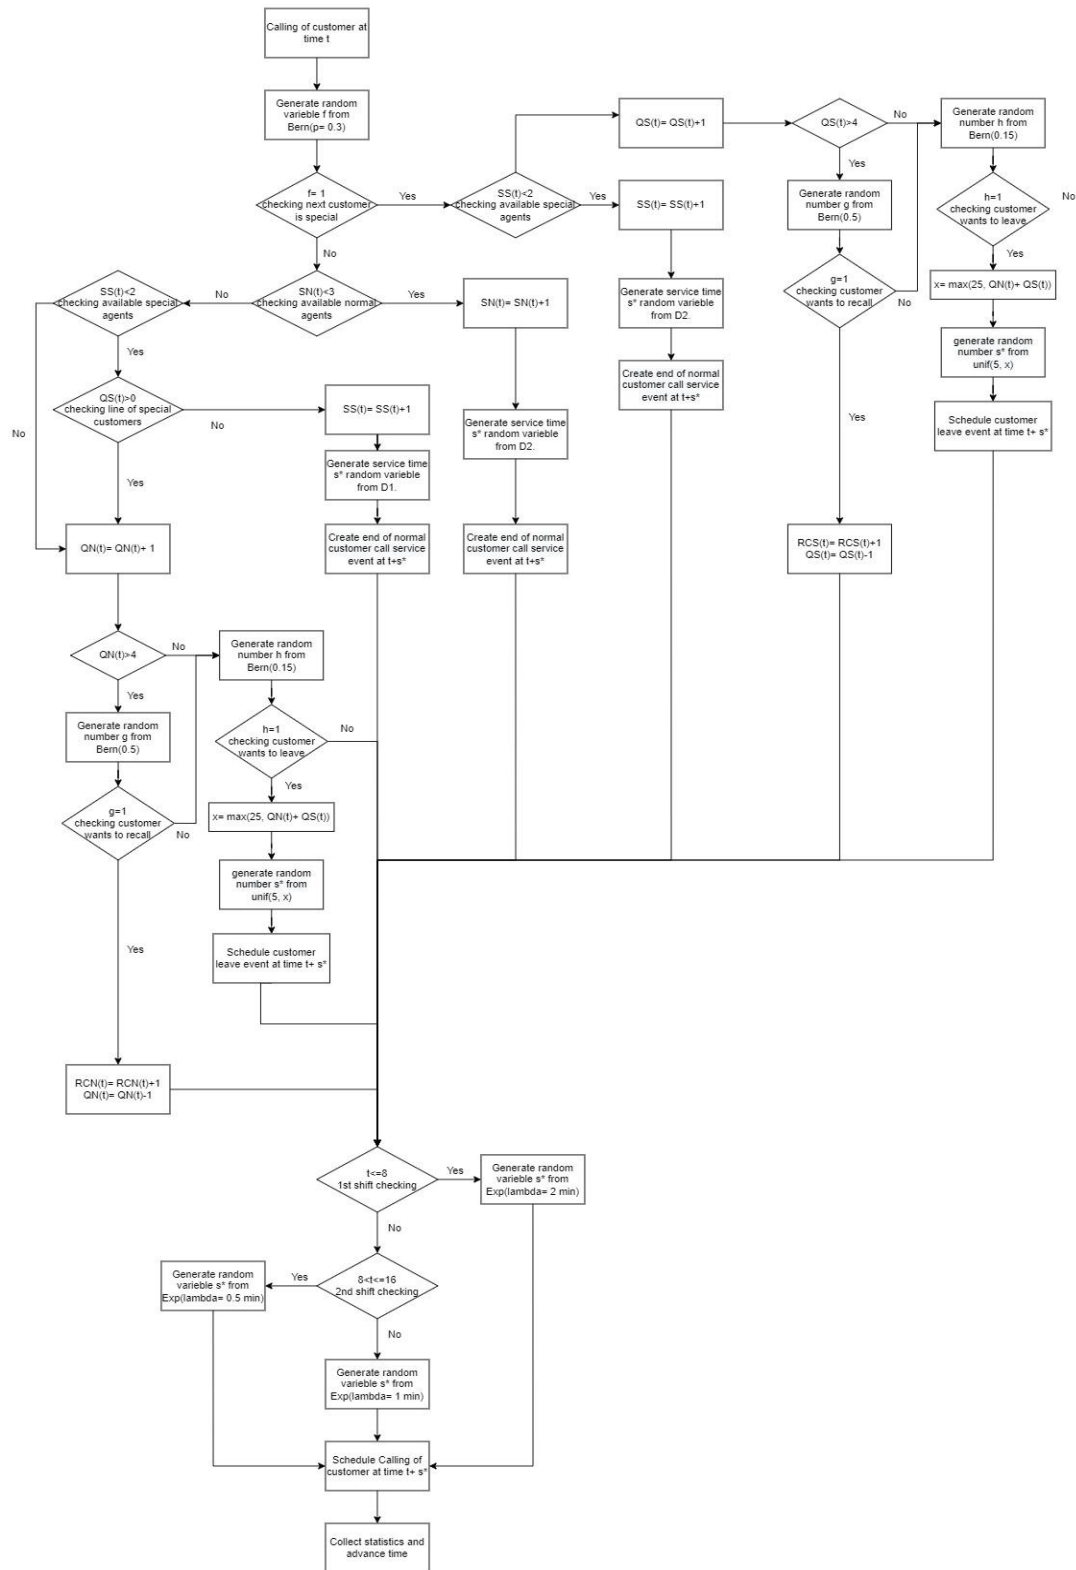 Calling of customer at
time t
Generate random
varieble f from
Bern(p= 0.3)
f= 1
checking next customer
is special
Yes
No
SS(t)<2
checking available special
agents
Yes
QS(t)= QS(t)+1
QS(t)>4
No
Yes
Generate random
number h from
Bern(0.15)
h=1
checking customer
wants to leave
No
Yes
x= max(25, QN(t)+ QS(t))
generate random
number s* from
unif(5, x)
Schedule customer
leave event at time t+ s*
Generate random
number g from
Bern(0.5)
g=1
checking customer
wants to recall
No
Yes
RCS(t)= RCS(t)+1
QS(t)= QS(t)-1
SS(t)= SS(t)+1
Generate service time
s* random varieble
from D2.
Create end of normal
customer call service
event at t+s*
SN(t)<3
checking available normal
agents
Yes
No
SN(t)= SN(t)+1
Generate service time
s* random varieble
from D2.
Create end of normal
customer call service
event at t+s*
SS(t)<2
checking available special
agents
Yes
No
QS(t)>0
checking line of special
customers
No
Yes
SS(t)= SS(t)+1
Generate service time
s* random varieble
from D1.
Create end of normal
customer call service
event at t+s*
QN(t)= QN(t)+ 1
QN(t)>4
No
Yes
Generate random
number h from
Bern(0.15)
h=1
checking customer
wants to leave
No
Yes
x= max(25, QN(t)+ QS(t))
generate random
number s* from
unif(5, x)
Schedule customer
leave event at time t+ s*
Generate random
number g from
Bern(0.5)
g=1
checking customer
wants to recall
No
Yes
RCN(t)= RCN(t)+1
QN(t)= QN(t)-1
t<=8
1st shift checking
Yes
No
Generate random
varieble s* from
Exp(lambda= 2 min)
8<t<=16
2nd shift checking
Yes
No
Generate random
varieble s* from
Exp(lambda= 0.5 min)
Generate random
varieble s* from
Exp(lambda= 1 min)
Schedule Calling of
customer at time t+ s*
Collect statistics and
advance time